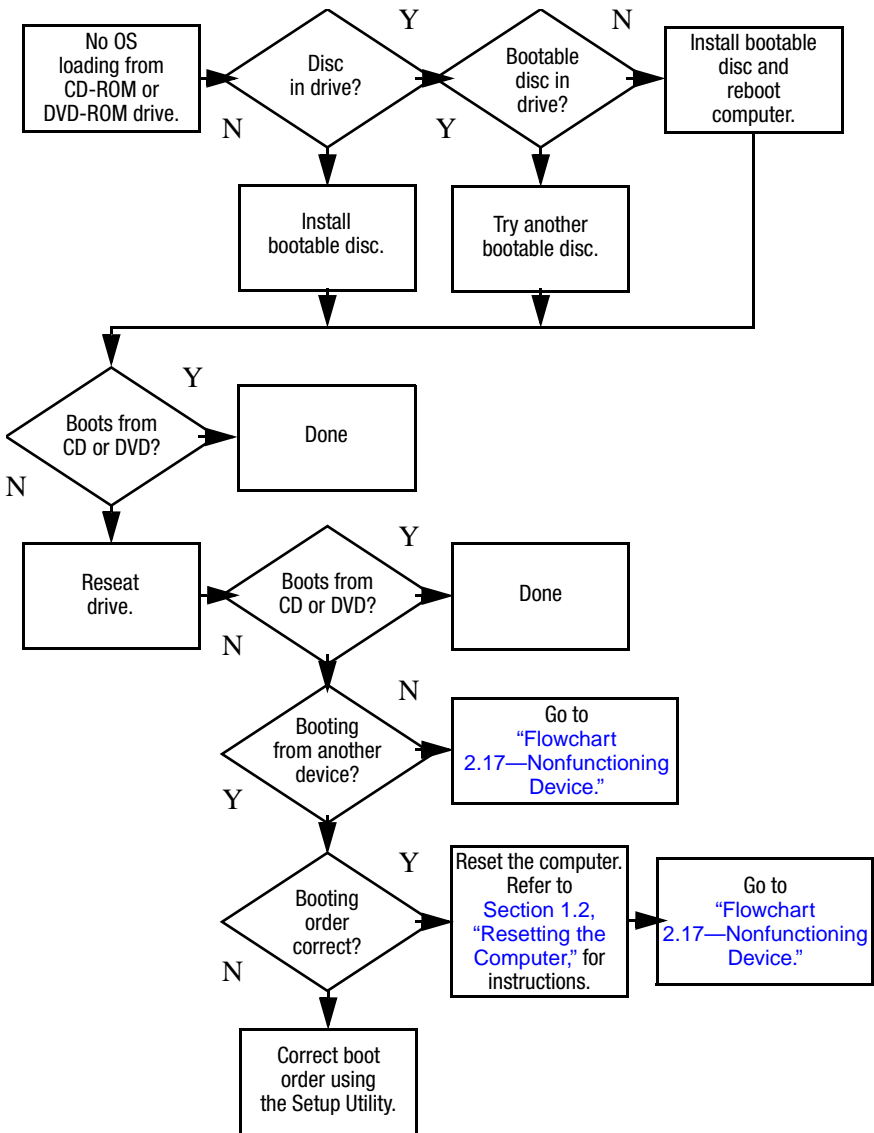 Y
N
No OS
loading from
CD-ROM or
DVD-ROM drive.
Disc
in drive?
Bootable
disc in
drive?
Install bootable
disc and
reboot
computer.
N
Y
Install
bootable disc.
Try another
bootable disc.
Y
Boots from
CD or DVD?
Done
N
Y
Reseat
drive.
Boots from
CD or DVD?
Done
N
N
Booting
from another
device?
Go to
“Flowchart
2.17—Nonfunctioning
Device.”
Y
Y
Booting
order
correct?
Reset the computer.
Refer to
Section 1.2,
“Resetting the
Computer,” for
instructions.
Go to
“Flowchart
2.17—Nonfunctioning
Device.”
N
Correct boot
order using
the Setup Utility.